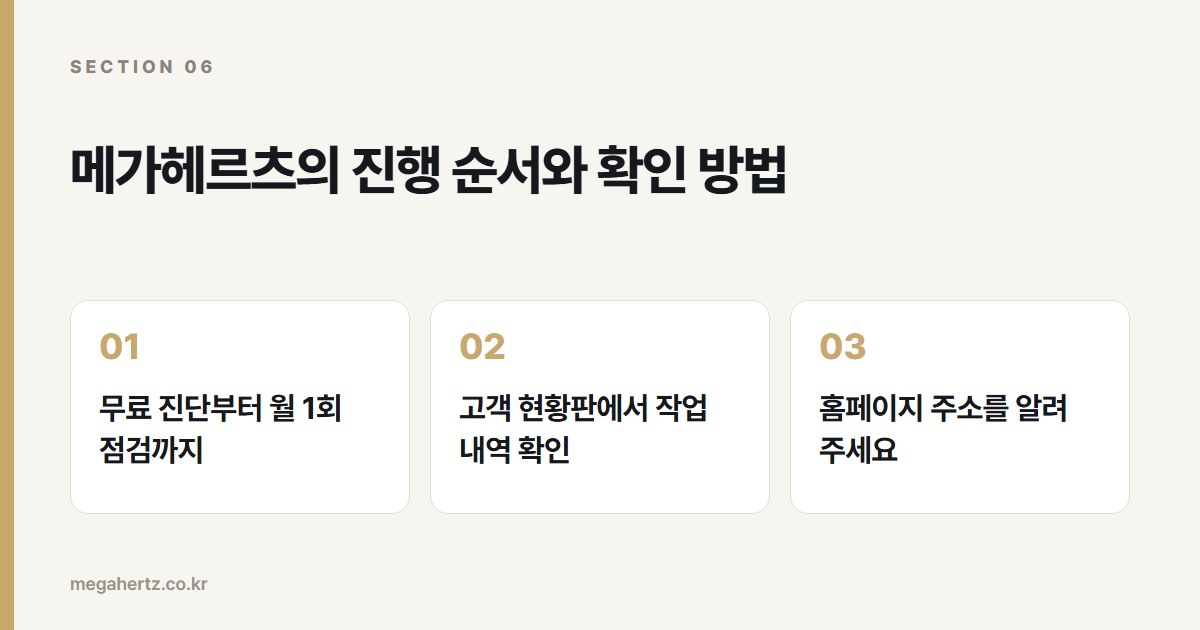 SECTION 06
메가헤르츠의 진행 순서와 확인 방법
01
무료 진단부터 월 1회
점검까지
02
고객 현황판에서 작업
내역 확인
03
홈페이지 주소를 알려
주세요
megahertz.co.kr